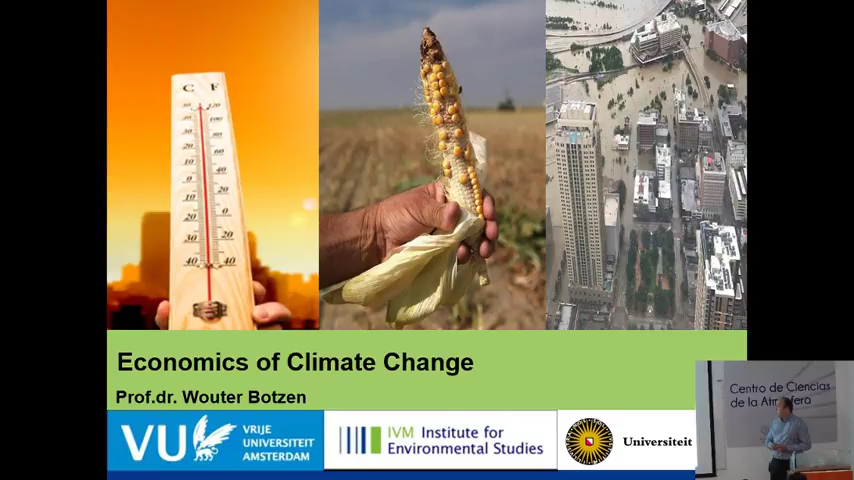 C F
Economics of Climate Change
Prof.dr. Wouter Botzen
VU VRIJE
UNIVERSITEIT
AMSTERDAM
IVM Institute for
Environmental Studies
Universiteit
Centro de Ciencias
de la Atmósfera